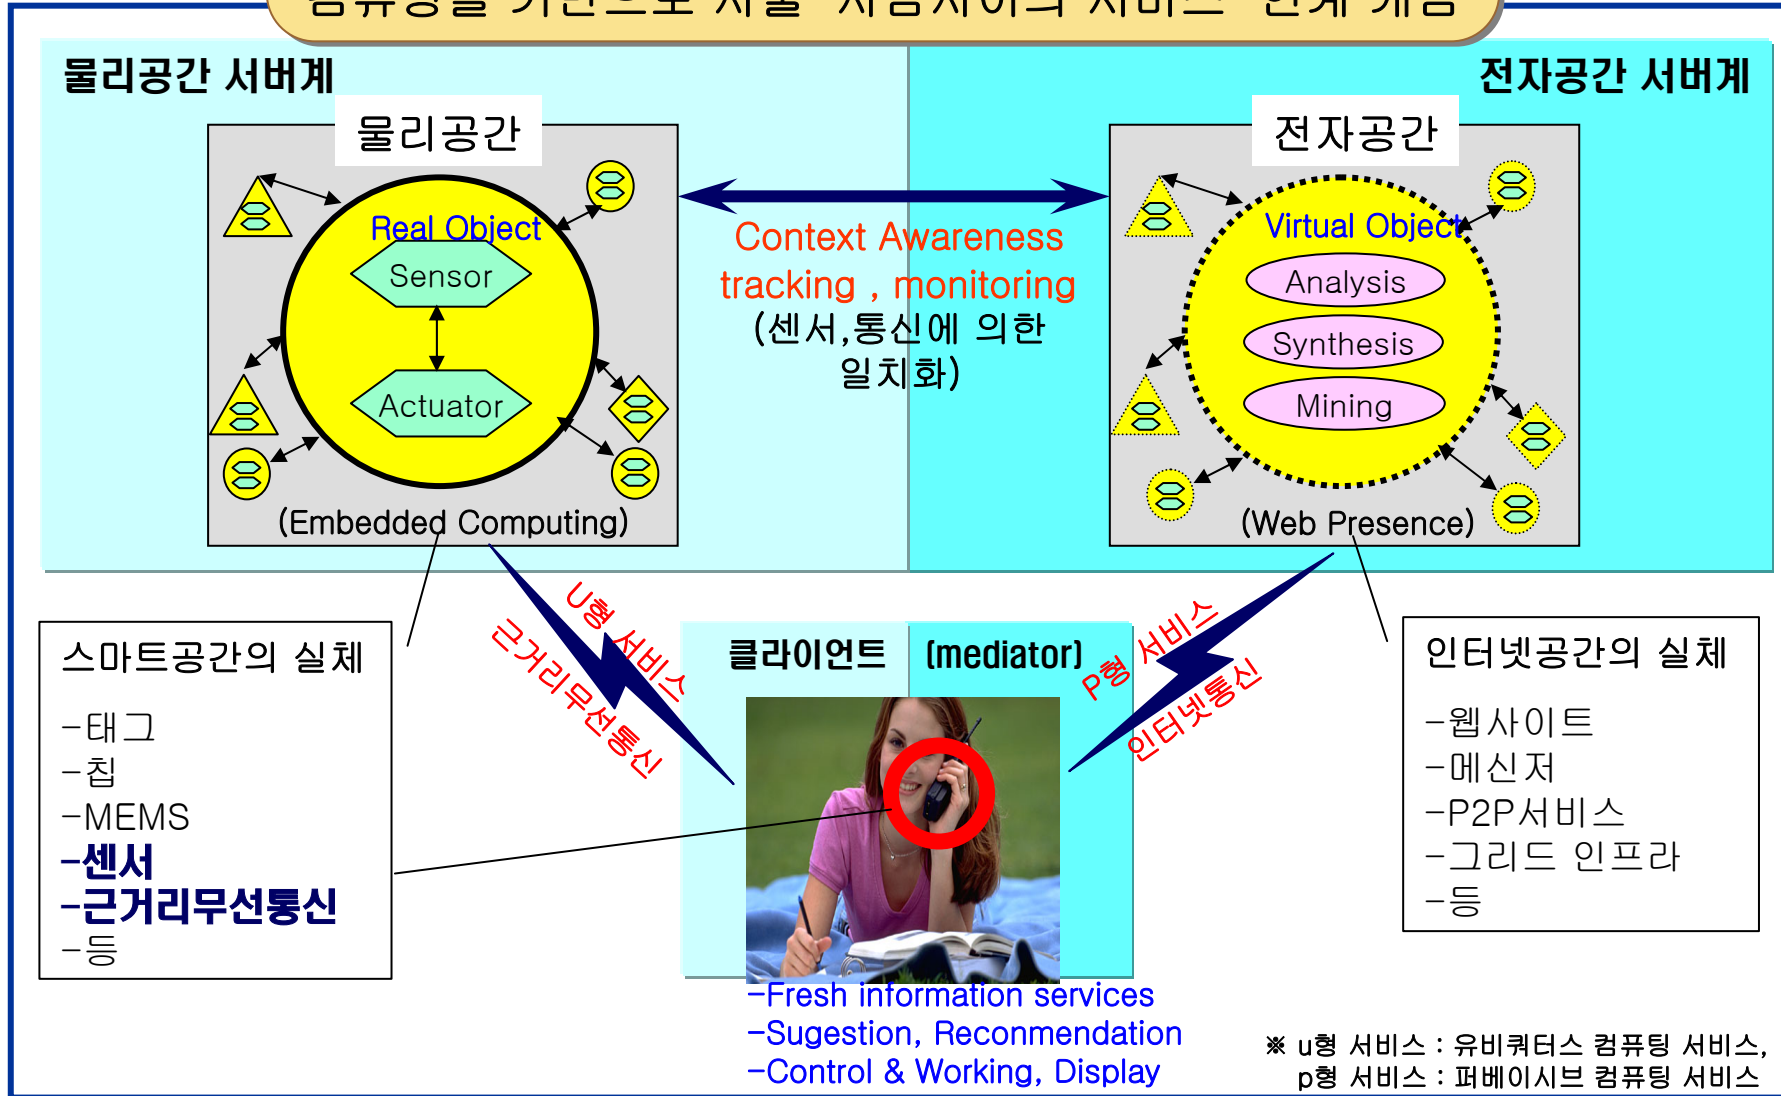 물리공간 서버계
전자공간 서버계
물리공간
전자공간
Real Object
Sensor
Actuator
(Embedded Computing)
Context Awareness
tracking , monitoring
(센서,통신에 의한
일치화)
Virtual Object
Analysis
Synthesis
Mining
(Web Presence)
U형 서비스
근거리무선통신
P형 서비스
인터넷통신
스마트공간의 실체
-태그
-칩
-MEMS
-센서
-근거리무선통신
-등
클라이언트 (mediator)
인터넷공간의 실체
-웹사이트
-메신저
-P2P서비스
-그리드 인프라
-등
-Fresh information services
-Sugestion, Reconmendation
-Control & Working, Display
※ u형 서비스 : 유비쿼터스 컴퓨팅 서비스,
p형 서비스 : 퍼베이시브 컴퓨팅 서비스